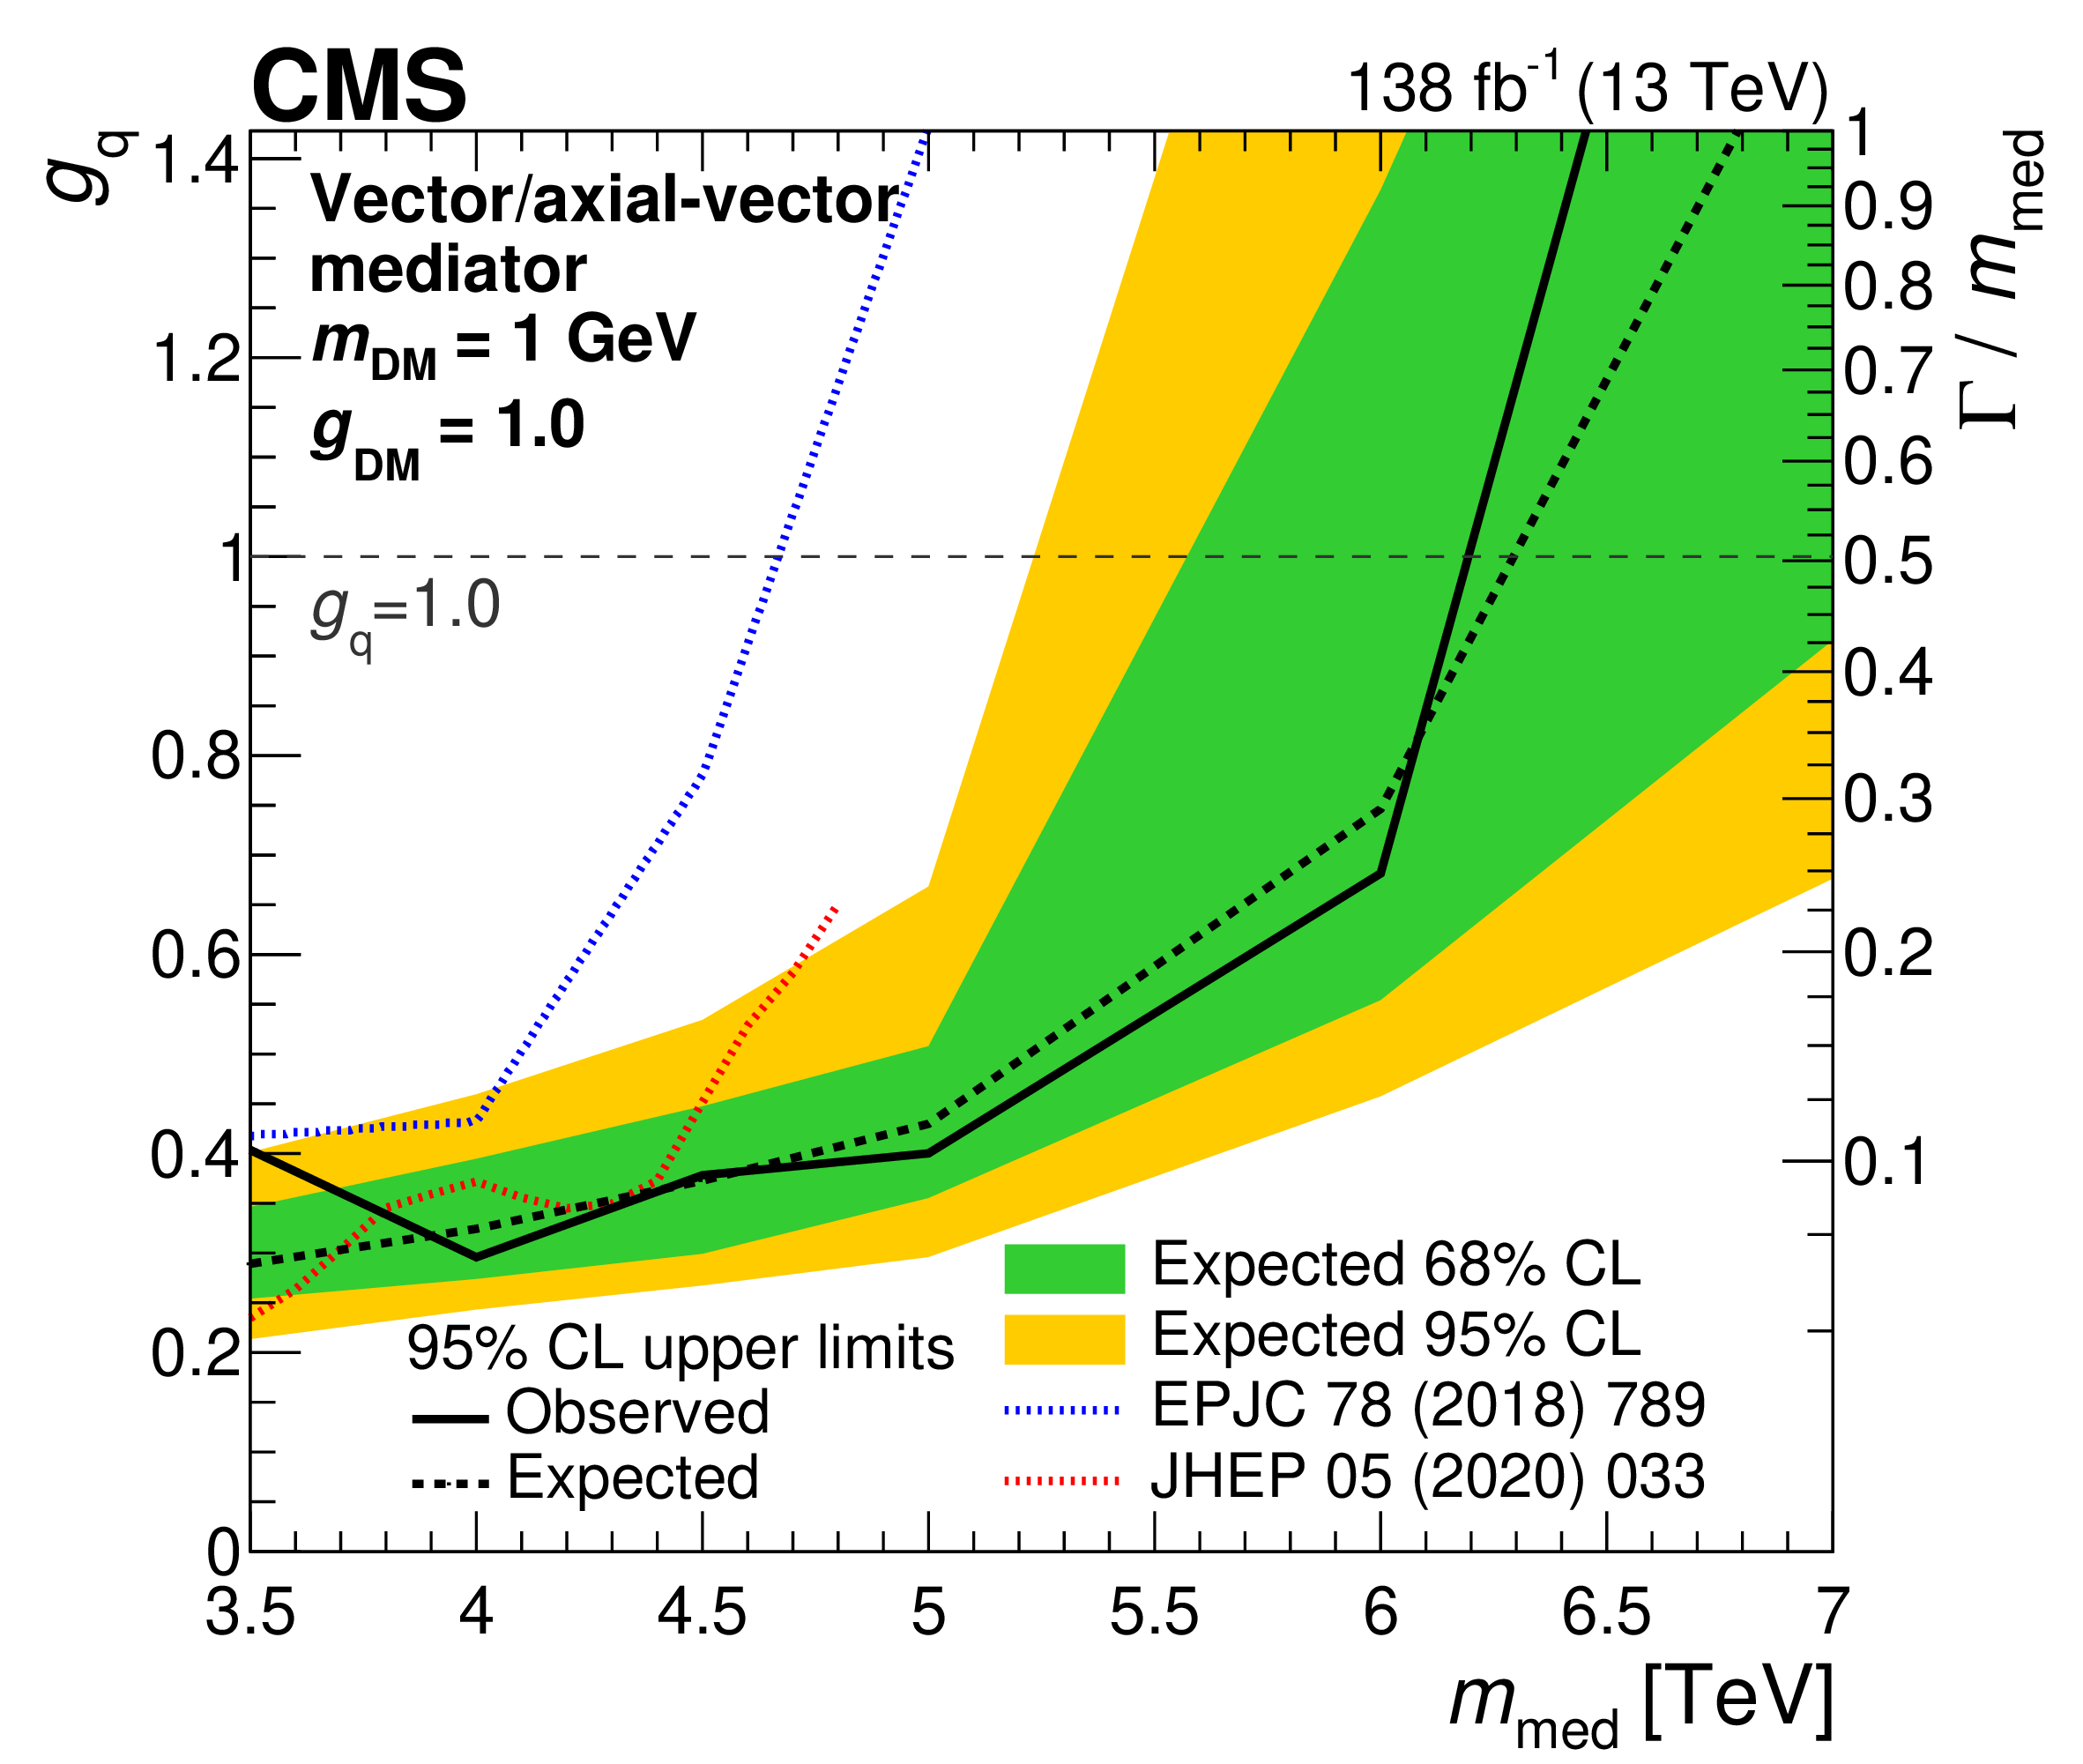 CMS
138 fb-1 (13 TeV)
gq
Γ / mmed
1.4
1.2
1
0.8
0.6
0.4
0.2
0
1
0.9
0.8
0.7
0.6
0.5
0.4
0.3
0.2
0.1
Vector/axial-vector
mediator
mDM = 1 GeV
gDM = 1.0
gq=1.0
95% CL upper limits
Observed
Expected
Expected 68% CL
Expected 95% CL
EPJC 78 (2018) 789
JHEP 05 (2020) 033
3.5 4 4.5 5 5.5 6 6.5 7
mmed [TeV]